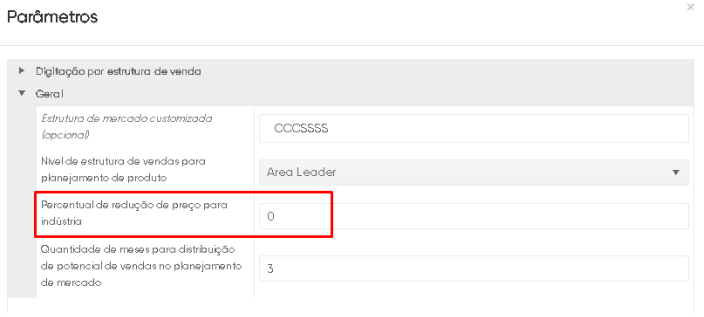 Parâmetros
×
Digitação por estrutura de venda
Geral
Estrutura de mercado customizada
(opcional)
CCCSSSS
Nível de estrutura de vendas para
planejamento de produto
Area Leader
Percentual de redução de preço para
indústria
0
Quantidade de meses para distribuição
de potencial de vendas no planejamento
de mercado
3